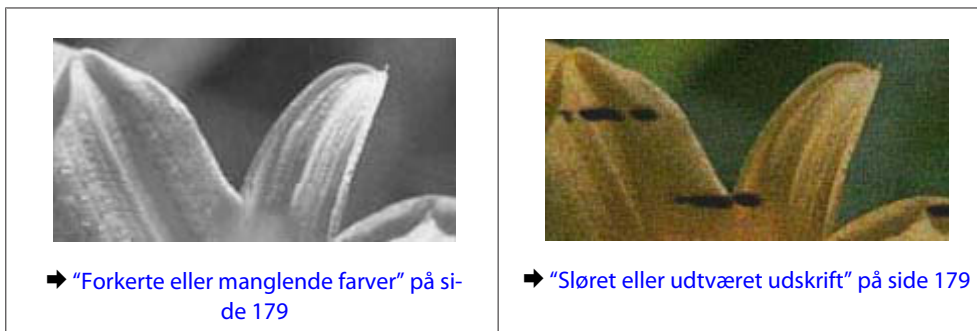 ➡ “Forkerte eller manglende farver” på si-
de 179
➡ “Sløret eller udtværet udskrift” på side 179